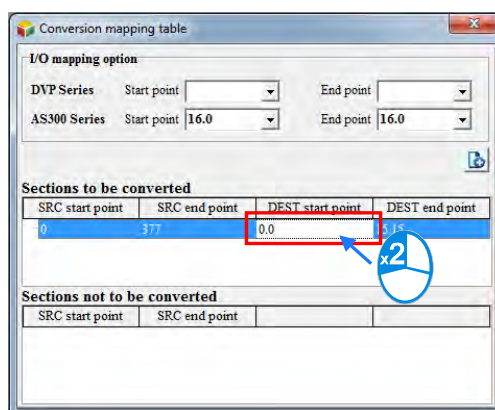 Conversion mapping table
I/O mapping option
DVP Series Start point End point
AS300 Series Start point 16.0 End point 16.0
Sections to be converted
SRC start point SRC end point DEST start point DEST end point
0 377 0.0 15.15
x2
Sections not to be converted
SRC start point SRC end point